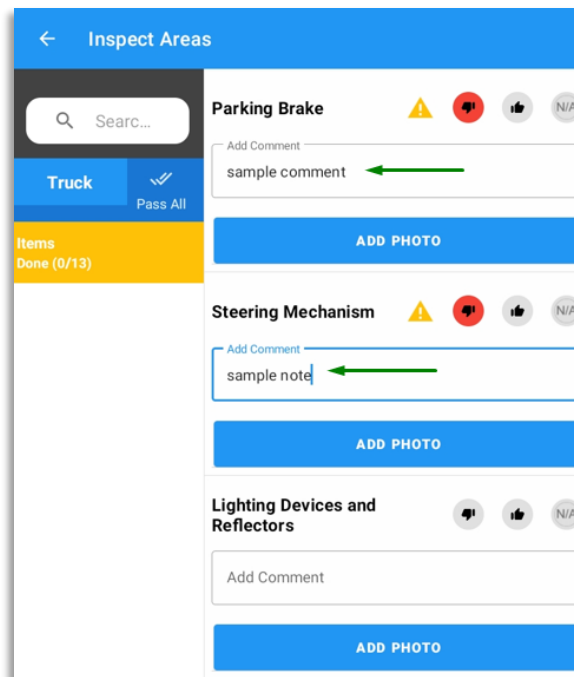 Inspect Areas
Searc...
Truck
Pass All
Items
Done (0/13)
Parking Brake
N/A
Add Comment
sample comment
ADD PHOTO
Steering Mechanism
N/A
Add Comment
sample note
ADD PHOTO
Lighting Devices and
Reflectors
N/A
Add Comment
ADD PHOTO